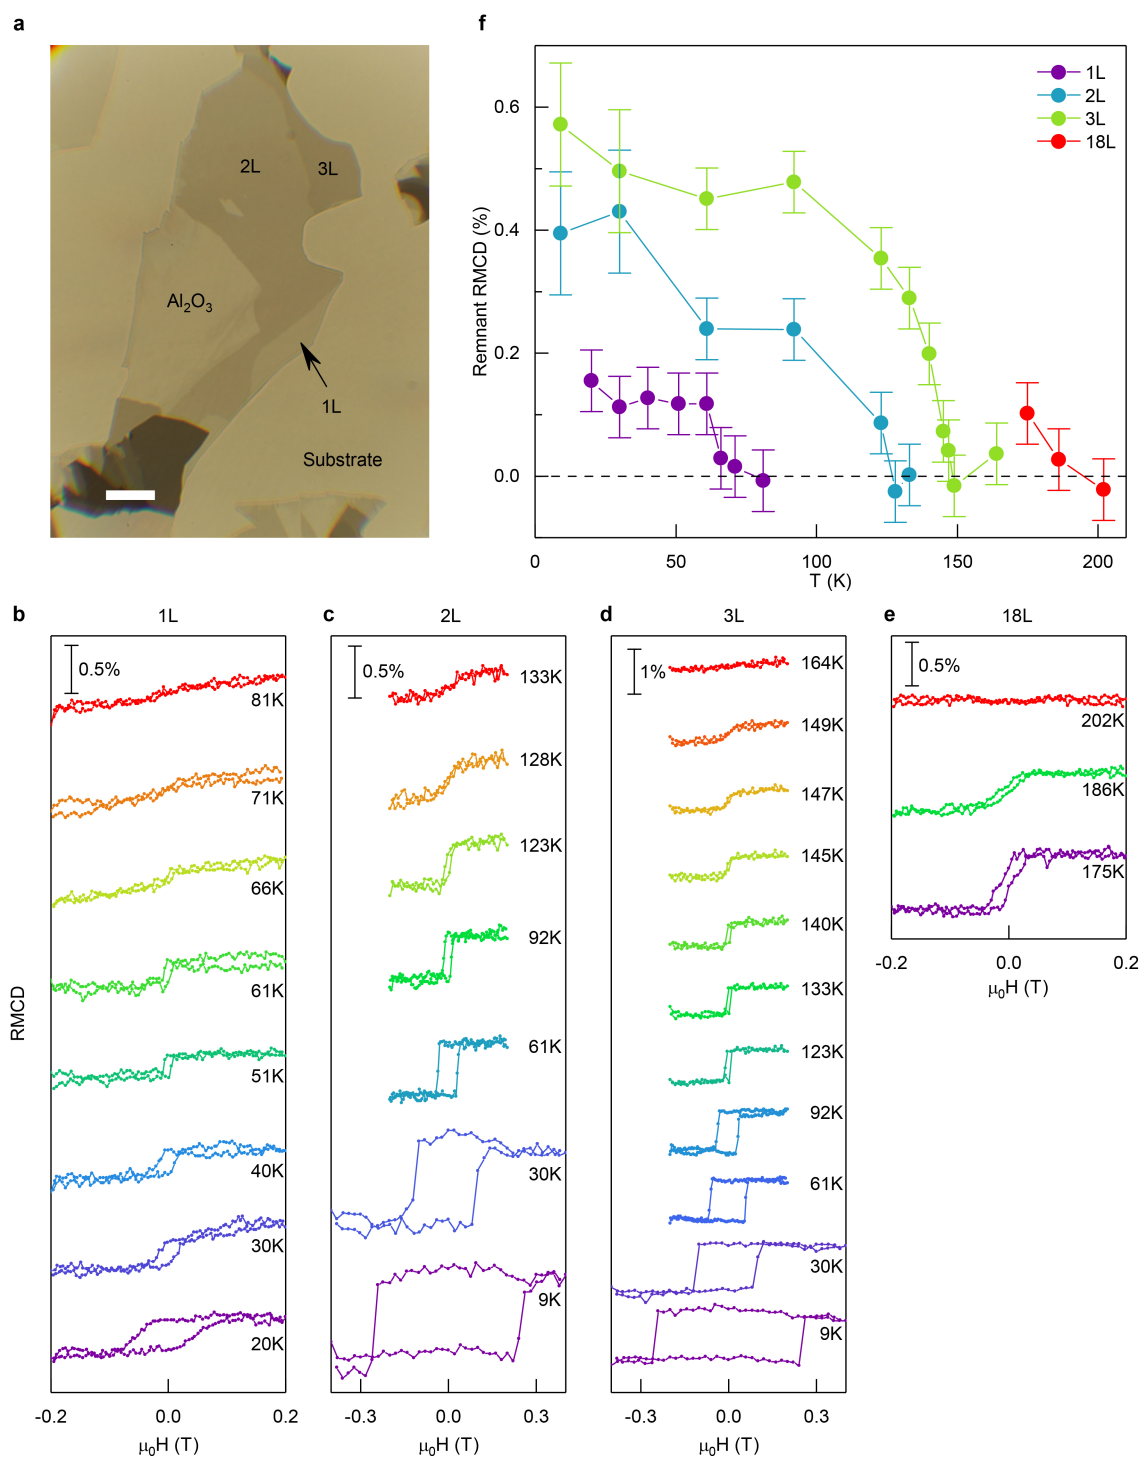 a
2L
3L
Al₂O₃
1L
Substrate
f
Remnant RMCD (%)
0.6
0.4
0.2
0.0
0
50
100
150
200
T (K)
1L
2L
3L
18L
b
1L
RMCD
0.5%
81K
71K
66K
61K
51K
40K
30K
20K
-0.2
0.0
0.2
μ₀H (T)
c
2L
0.5%
133K
128K
123K
92K
61K
30K
9K
-0.3
0.0
0.3
μ₀H (T)
d
3L
1%
164K
149K
147K
145K
140K
133K
123K
92K
61K
30K
9K
-0.3
0.0
0.3
μ₀H (T)
e
18L
0.5%
202K
186K
175K
-0.2
0.0
0.2
μ₀H (T)